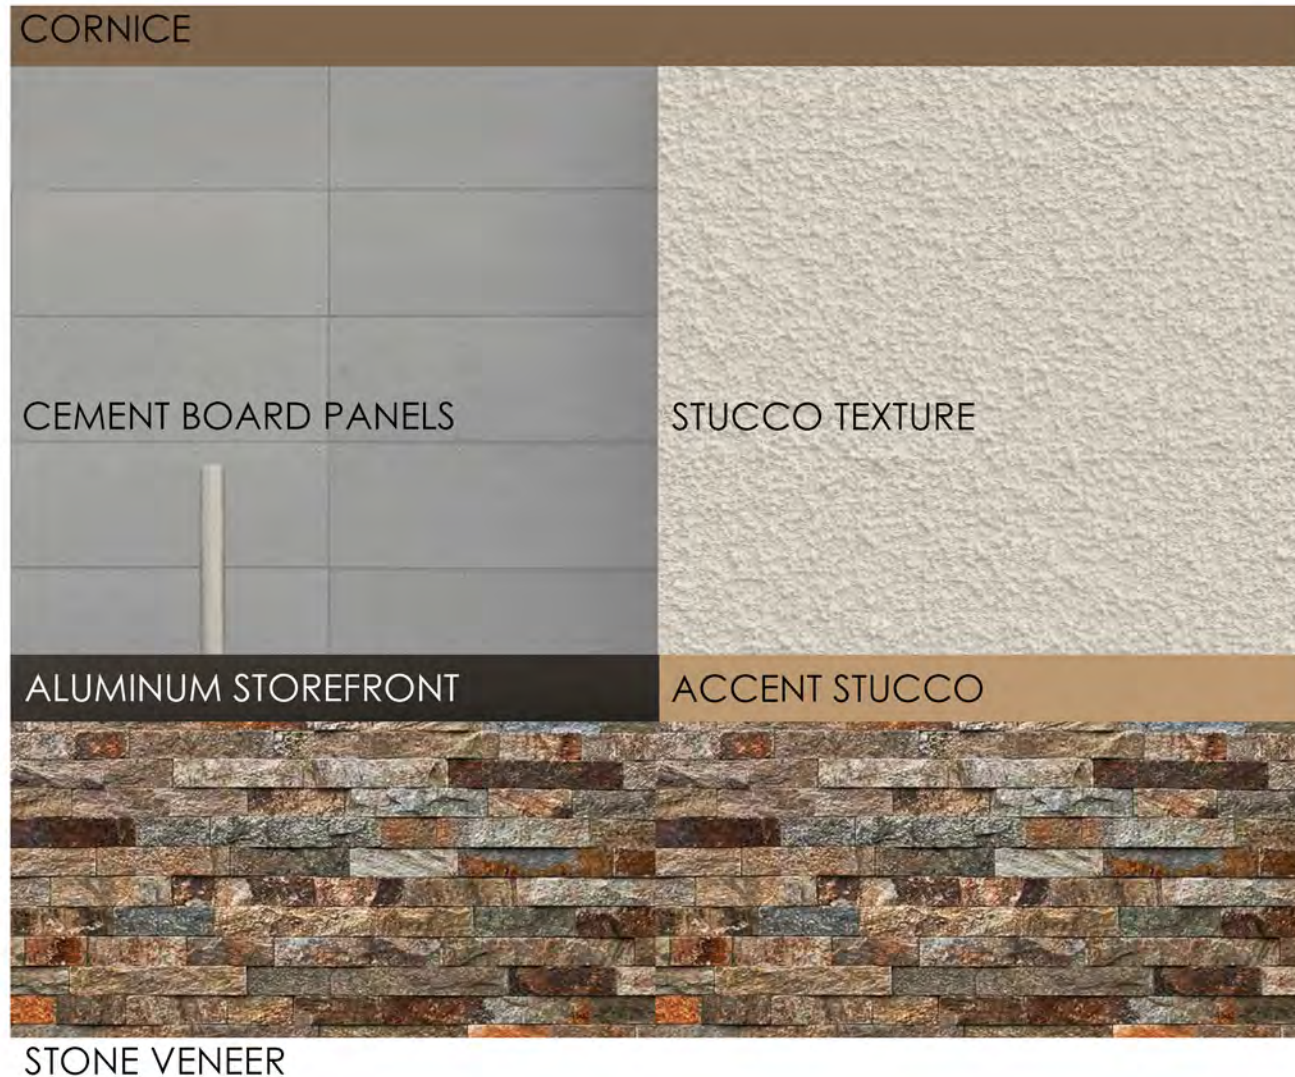 CORNICE
CEMENT BOARD PANELS
STUCCO TEXTURE
ALUMINUM STOREFRONT
ACCENT STUCCO
STONE VENEER